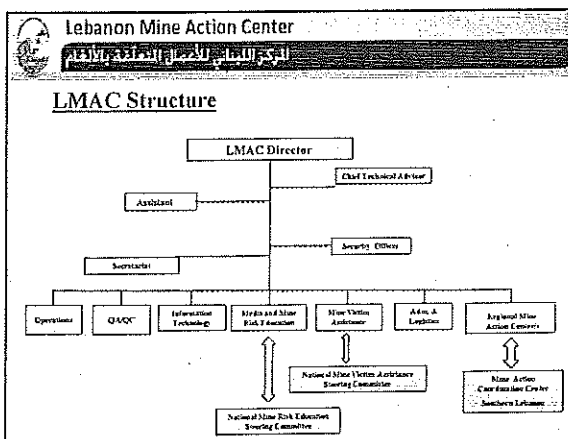 Lebanon Mine Action Center
LMAC Structure
LMAC Director
Chief Technical Advisor
Assistant
Security Officer
Secretariat
Operations
QA/QC
Information
Technology
Media and Mine
Risk Education
Mine Victim
Assistance
Adm. &
Logistics
Regional Mine
Action Center/s
National Mine Victim Assistance
Steering Committee
Mine Action
Coordination Center
Southern Lebanon
National Mine Risk Education
Steering Committee